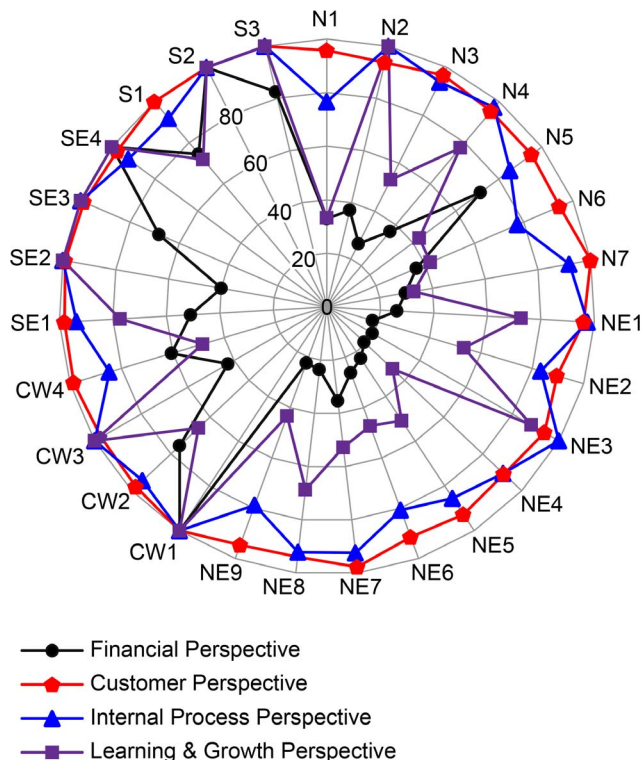 N1
N2
N3
N4
N5
N6
N7
NE1
NE2
NE3
NE4
NE5
NE6
NE7
NE8
NE9
CW1
CW2
CW3
CW4
SE1
SE2
SE3
SE4
S1
S2
S3
80
60
40
20
0
Financial Perspective
Customer Perspective
Internal Process Perspective
Learning & Growth Perspective